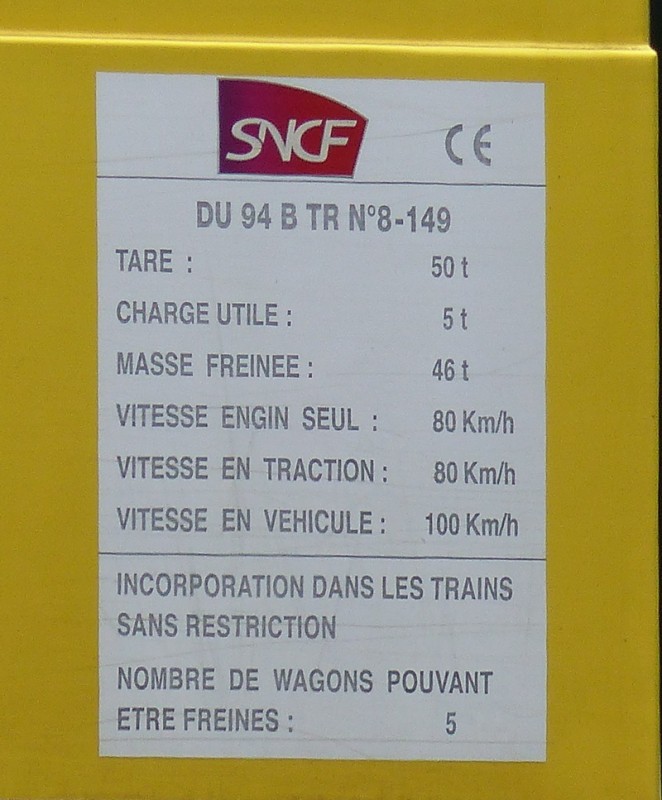 SNCF CE
DU 94 B TR N°8-149
TARE : 50 t
CHARGE UTILE : 5 t
MASSE FREINEE : 46 t
VITESSE ENGIN SEUL : 80 Km/h
VITESSE EN TRACTION : 80 Km/h
VITESSE EN VEHICULE : 100 Km/h
INCORPORATION DANS LES TRAINS
SANS RESTRICTION
NOMBRE DE WAGONS POUVANT
ETRE FREINES : 5